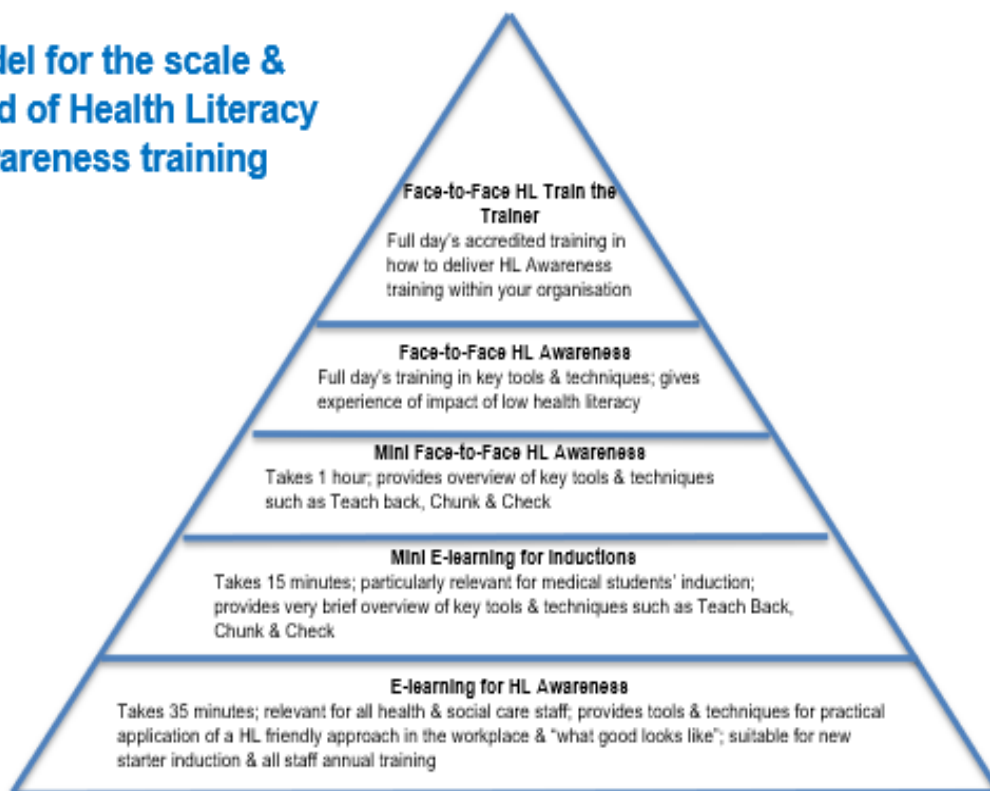 del for the scale &
d of Health Literacy
areness training
Face-to-Face HL Train the
Trainer
Full day's accredited training in
how to deliver HL Awareness
training within your organisation
Face-to-Face HL Awareness
Full day's training in key tools & techniques; gives
experience of impact of low health literacy
Mini Face-to-Face HL Awareness
Takes 1 hour; provides overview of key tools & techniques
such as Teach back, Chunk & Check
Mini E-learning for Inductions
Takes 15 minutes; particularly relevant for medical students' induction;
provides very brief overview of key tools & techniques such as Teach Back,
Chunk & Check
E-learning for HL Awareness
Takes 35 minutes; relevant for all health & social care staff; provides tools & techniques for practical
application of a HL friendly approach in the workplace & "what good looks like"; suitable for new
starter induction & all staff annual training